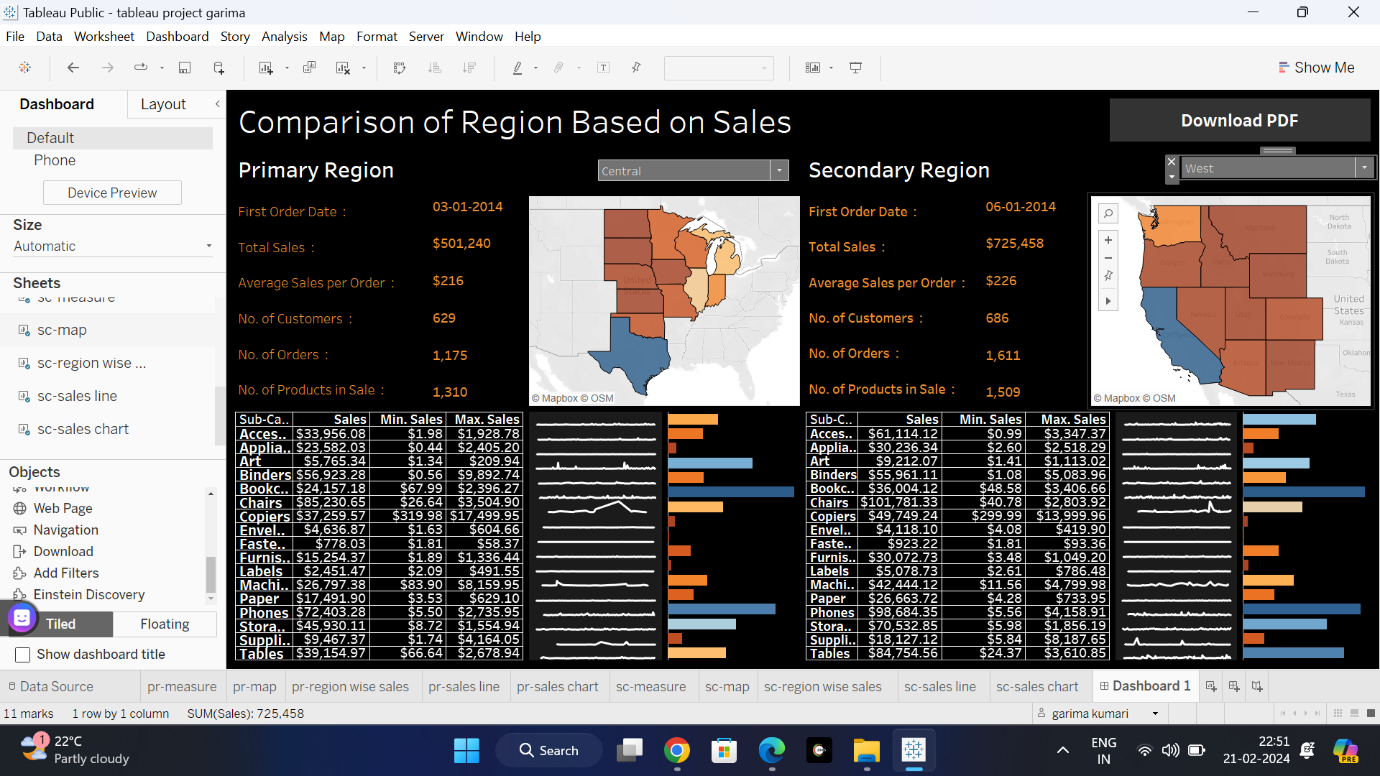 Tableau Public - tableau project garima
File Data Worksheet Dashboard Story Analysis Map Format Server Window Help
Show Me
Dashboard Layout
Default
Phone
Device Preview
Size
Automatic
Sheets
sc-measure
sc-map
sc-region wise ...
sc-sales line
sc-sales chart
Objects
Workflow
Web Page
Navigation
Download
Add Filters
Einstein Discovery
Tiled Floating
Show dashboard title
Comparison of Region Based on Sales
Download PDF
Primary Region
Central
First Order Date : 03-01-2014
Total Sales : $501,240
Average Sales per Order : $216
No. of Customers : 629
No. of Orders : 1,175
No. of Products in Sale : 1,310
© Mapbox © OSM
Secondary Region
West
First Order Date : 06-01-2014
Total Sales : $725,458
Average Sales per Order : $226
No. of Customers : 686
No. of Orders : 1,611
No. of Products in Sale : 1,509
North
Dakota
South
Dakota
United
States
Kansas
Oklahon
Texas
© Mapbox © OSM
Sub-Ca.. Sales Min. Sales Max. Sales
Acces.. $33,956.08 $1.98 $1,928.78
Applia.. $23,582.03 $0.44 $2,405.20
Art $5,765.34 $1.34 $209.94
Binders $56,923.28 $0.56 $9,892.74
Bookc.. $24,157.18 $67.99 $2,396.27
Chairs $85,230.65 $26.64 $3,504.90
Copiers $37,259.57 $319.98 $17,499.95
Envel.. $4,636.87 $1.63 $604.66
Faste.. $778.03 $1.81 $58.37
Furnis.. $15,254.37 $1.89 $1,336.44
Labels $2,451.47 $2.09 $491.55
Machi.. $26,797.38 $83.90 $8,159.95
Paper $17,491.90 $3.53 $629.10
Phones $72,403.28 $5.50 $2,735.95
Stora.. $45,930.11 $8.72 $1,554.94
Suppli.. $9,467.37 $1.74 $4,164.05
Tables $39,154.97 $66.64 $2,678.94
Sub-C.. Sales Min. Sales Max. Sales
Acces.. $61,114.12 $0.99 $3,347.37
Applia.. $30,236.34 $2.60 $2,518.29
Art $9,212.07 $1.41 $1,113.02
Binders $55,961.11 $1.08 $5,083.96
Bookc.. $36,004.12 $48.58 $3,406.66
Chairs $101,781.33 $40.78 $2,803.92
Copiers $49,749.24 $299.99 $13,999.96
Envel.. $4,118.10 $4.08 $419.90
Faste.. $923.22 $1.81 $93.36
Furnis.. $30,072.73 $3.48 $1,049.20
Labels $5,078.73 $2.61 $786.48
Machi.. $42,444.12 $11.56 $4,799.98
Paper $26,663.72 $4.28 $733.95
Phones $98,684.35 $5.56 $4,158.91
Stora.. $70,532.85 $5.98 $1,856.19
Suppli.. $18,127.12 $5.84 $8,187.65
Tables $84,754.56 $24.37 $3,610.85
Data Source pr-measure pr-map pr-region wise sales pr-sales line pr-sales chart sc-measure sc-map sc-region wise sales sc-sales line sc-sales chart Dashboard 1
11 marks 1 row by 1 column SUM(Sales): 725,458 garima kumari
1
22°C
Partly cloudy
Search
ENG
IN
22:51
21-02-2024
PRE